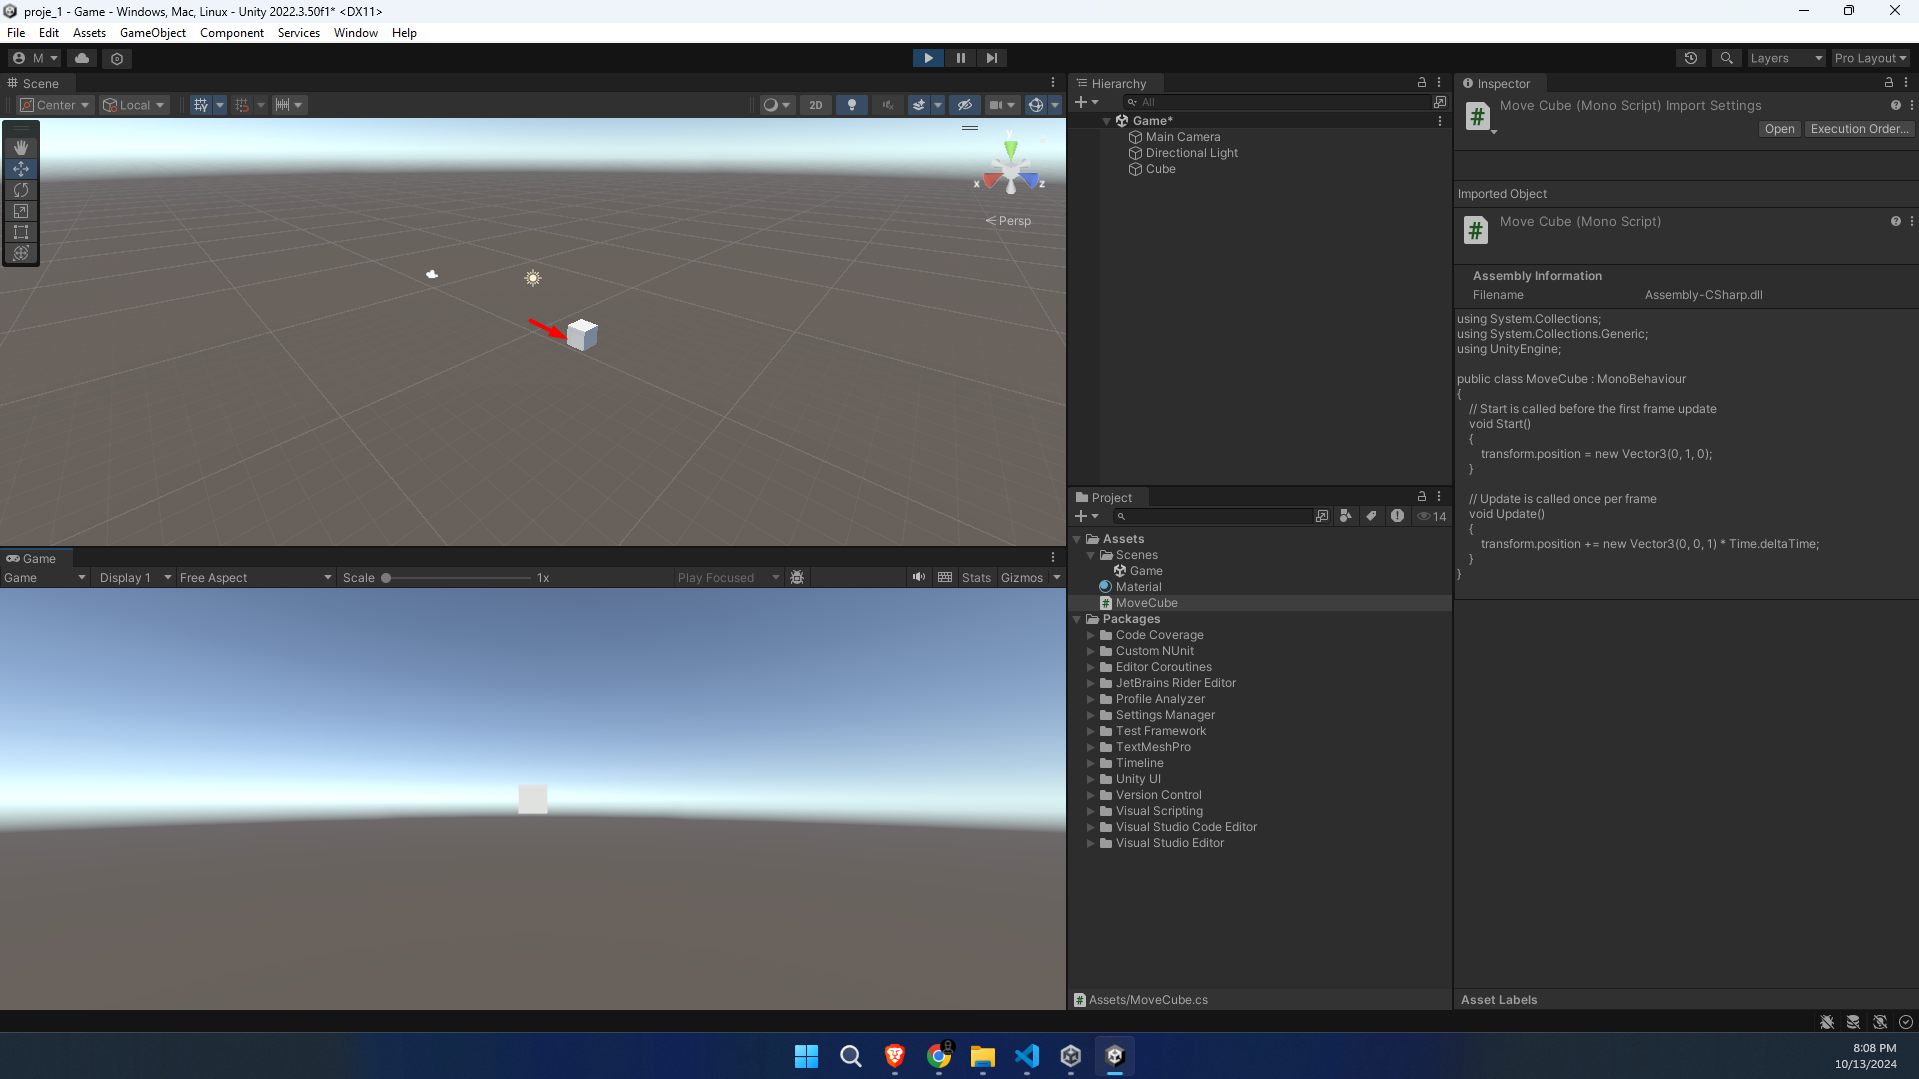 proje_1 - Game - Windows, Mac, Linux - Unity 2022.3.50f1* <DX11>
File Edit Assets GameObject Component Services Window Help
M
Layers
Pro Layout
Scene
Center
Local
2D
y
x
z
Persp
Game
Game
Display 1
Free Aspect
Scale
1x
Play Focused
Stats
Gizmos
Hierarchy
All
Game*
Main Camera
Directional Light
Cube
Project
14
Assets
Scenes
Game
Material
MoveCube
Packages
Code Coverage
Custom NUnit
Editor Coroutines
JetBrains Rider Editor
Profile Analyzer
Settings Manager
Test Framework
TextMeshPro
Timeline
Unity UI
Version Control
Visual Scripting
Visual Studio Code Editor
Visual Studio Editor
Assets/MoveCube.cs
Inspector
Move Cube (Mono Script) Import Settings
Open
Execution Order...
Imported Object
Move Cube (Mono Script)
Assembly Information
Filename Assembly-CSharp.dll
using System.Collections;
using System.Collections.Generic;
using UnityEngine;
public class MoveCube : MonoBehaviour
{
// Start is called before the first frame update
void Start()
{
transform.position = new Vector3(0, 1, 0);
}
// Update is called once per frame
void Update()
{
transform.position += new Vector3(0, 0, 1) * Time.deltaTime;
}
}
Asset Labels
8:08 PM
10/13/2024